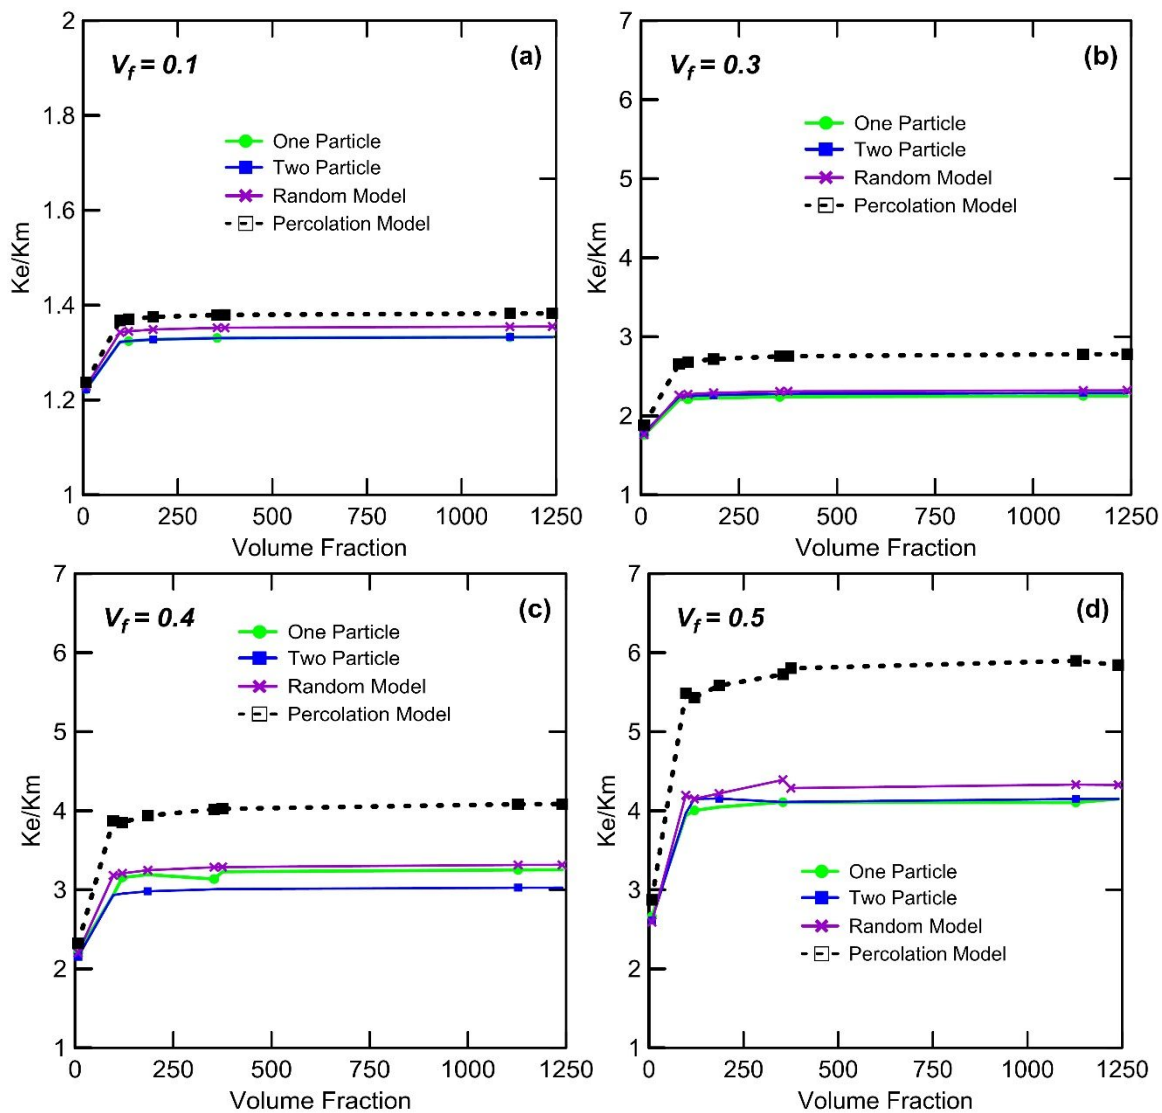 V_f = 0.1
(a)
One Particle
Two Particle
Random Model
Percolation Model
2
1.8
1.6
1.4
1.2
1
Ke/Km
0 250 500 750 1000 1250
Volume Fraction
V_f = 0.3
(b)
One Particle
Two Particle
Random Model
Percolation Model
7
6
5
4
3
2
1
Ke/Km
0 250 500 750 1000 1250
Volume Fraction
V_f = 0.4
(c)
One Particle
Two Particle
Random Model
Percolation Model
7
6
5
4
3
2
1
Ke/Km
0 250 500 750 1000 1250
Volume Fraction
V_f = 0.5
(d)
7
6
5
4
3
2
1
Ke/Km
One Particle
Two Particle
Random Model
Percolation Model
0 250 500 750 1000 1250
Volume Fraction